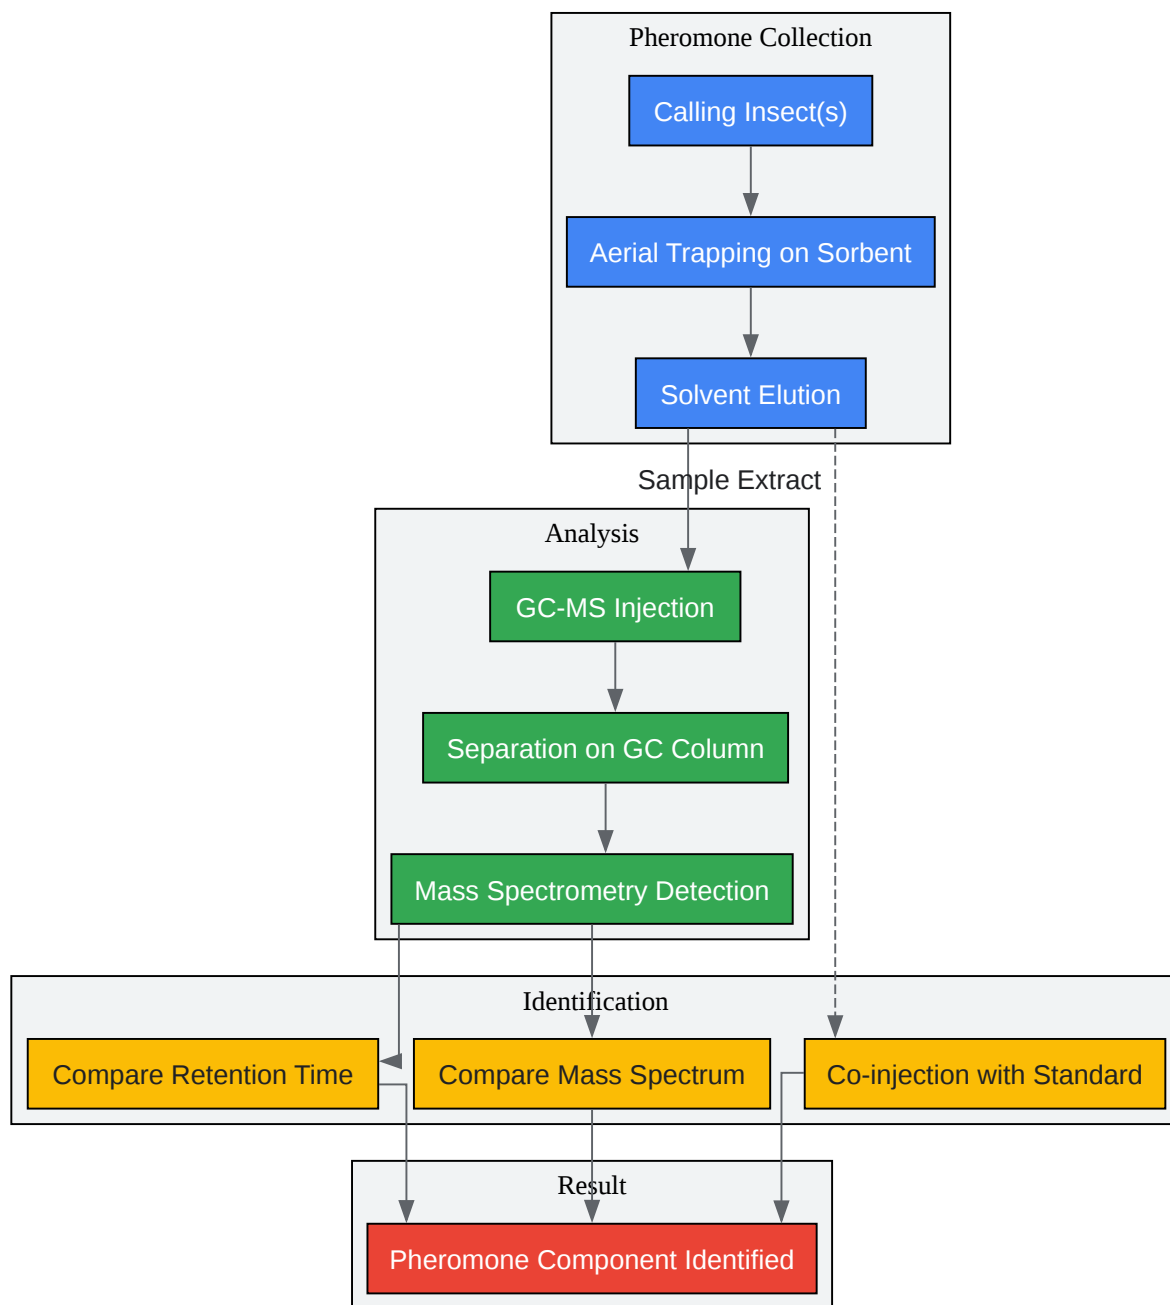 Pheromone Collection
Calling Insect(s)
Aerial Trapping on Sorbent
Solvent Elution
Sample Extract
Analysis
GC-MS Injection
Separation on GC Column
Mass Spectrometry Detection
Identification
Compare Retention Time
Compare Mass Spectrum
Co-injection with Standard
Result
Pheromone Component Identified